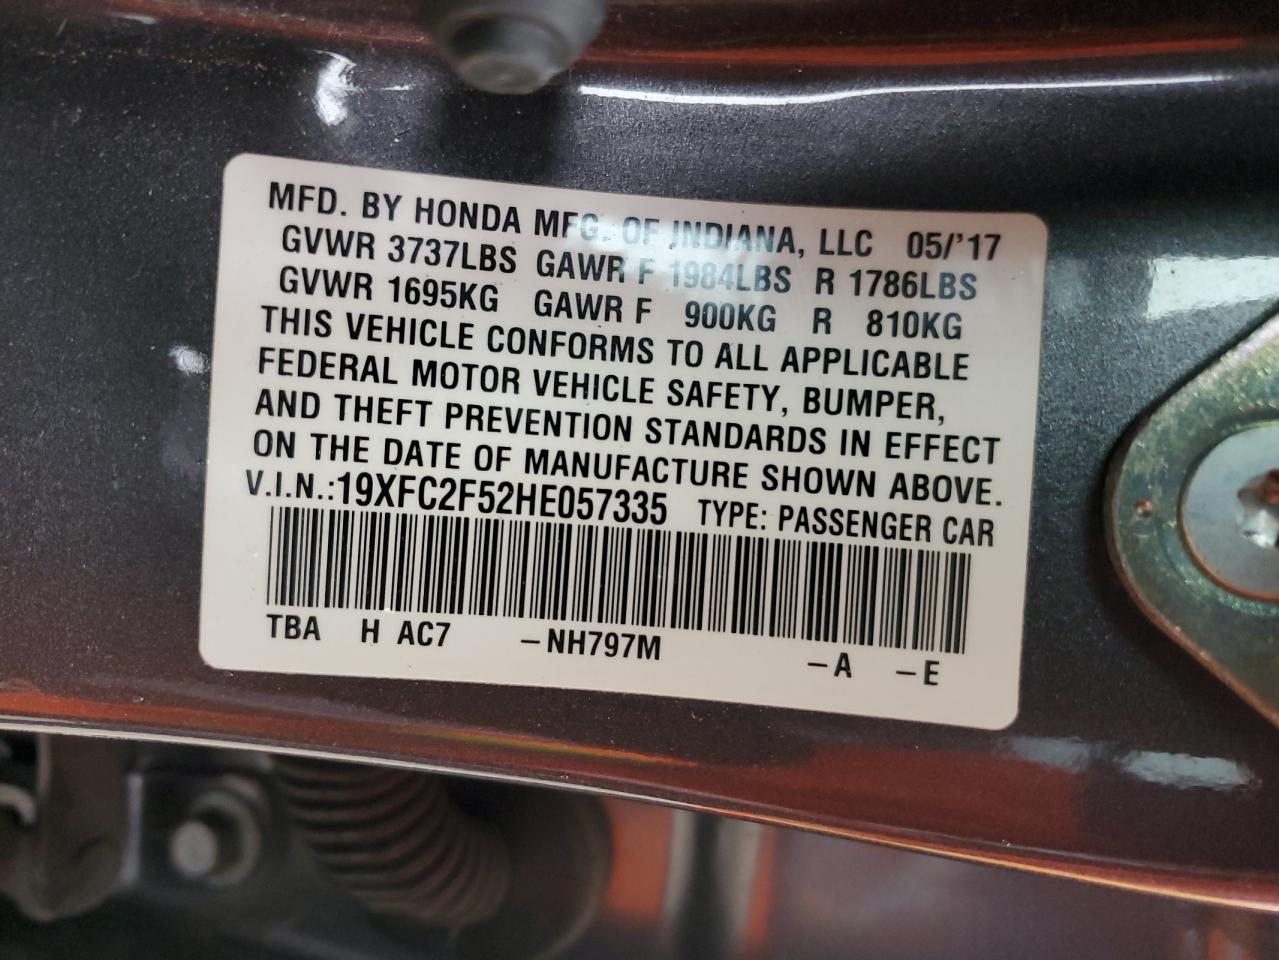 MFD. BY HONDA MFG. OF INDIANA, LLC 05/'17
GVWR 3737LBS GAWR F 1984LBS R 1786LBS
GVWR 1695KG GAWR F 900KG R 810KG
THIS VEHICLE CONFORMS TO ALL APPLICABLE
FEDERAL MOTOR VEHICLE SAFETY, BUMPER,
AND THEFT PREVENTION STANDARDS IN EFFECT
ON THE DATE OF MANUFACTURE SHOWN ABOVE.
V.I.N.:19XFC2F52HE057335 TYPE: PASSENGER CAR
TBA H AC7 –NH797M –A –E